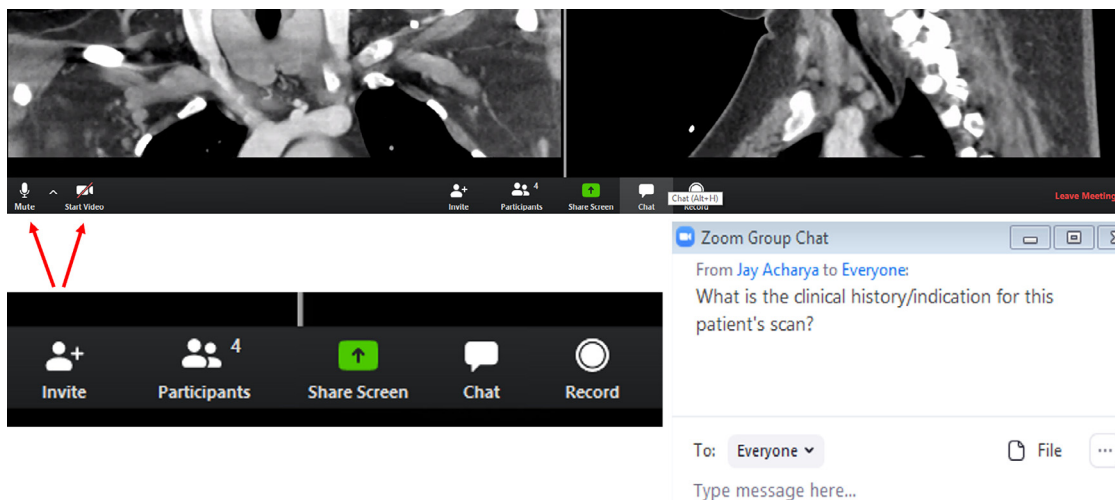 Mute
Start Video
Invite
Participants
4
Share Screen
Chat
Chat (Alt+H)
Record
Leave Meeting
Invite
Participants
4
Share Screen
Chat
Record
Zoom Group Chat
From Jay Acharya to Everyone:
What is the clinical history/indication for this
patient's scan?
To: Everyone
File
Type message here...